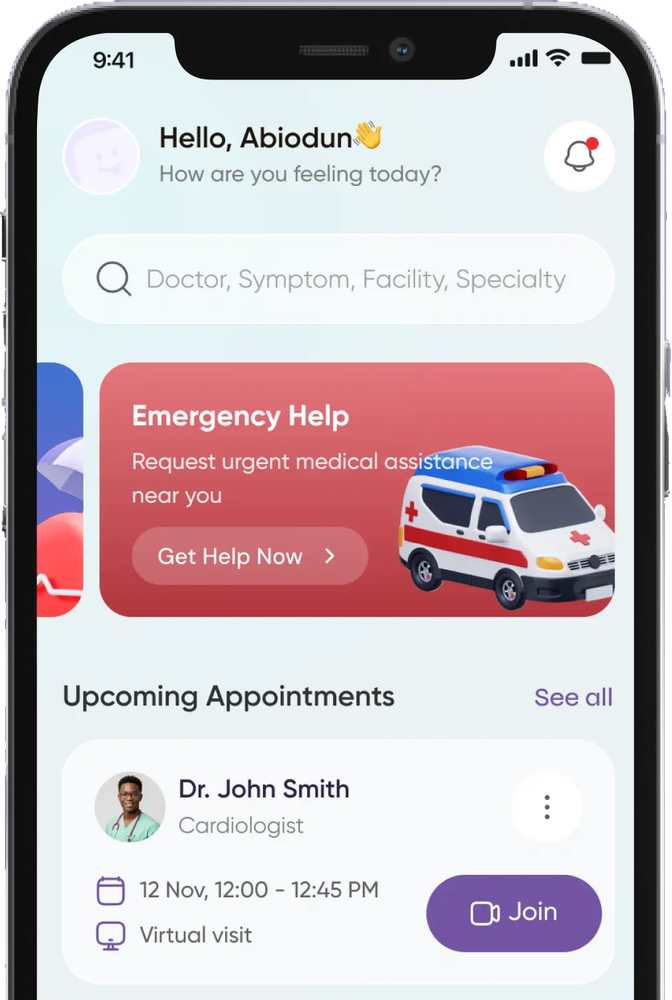 9:41
Hello, Abiodun👋
How are you feeling today?
Doctor, Symptom, Facility, Specialty
Emergency Help
Request urgent medical assistance
near you
Get Help Now
Upcoming Appointments
See all
Dr. John Smith
Cardiologist
12 Nov, 12:00 - 12:45 PM
Virtual visit
Join